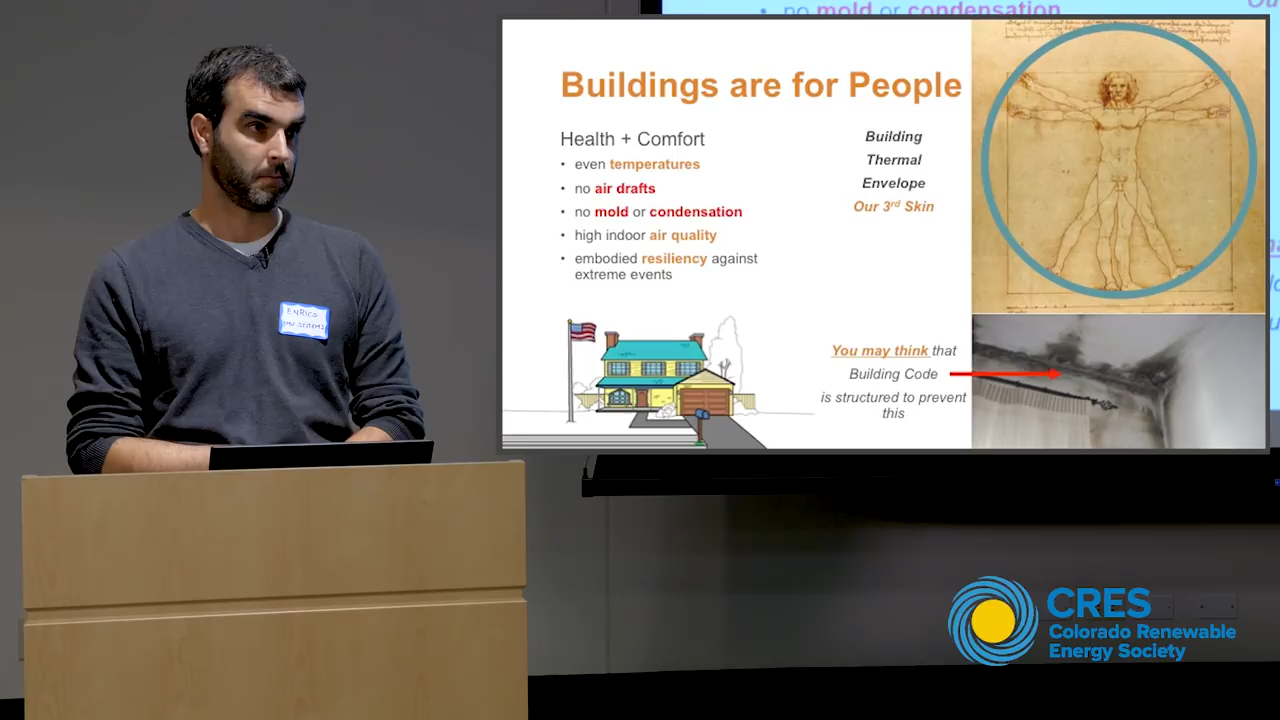 no mold or condensation
Buildings are for People
Health + Comfort
• even temperatures
• no air drafts
• no mold or condensation
• high indoor air quality
• embodied resiliency against
extreme events
Building
Thermal
Envelope
Our 3rd Skin
You may think that
Building Code
is structured to prevent
this
ENRICO
SYSTEMS
CRES
Colorado Renewable
Energy Society